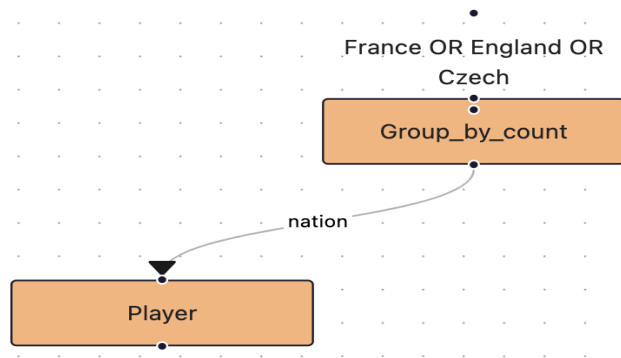 France OR England OR
Czech
Group_by_count
nation
Player